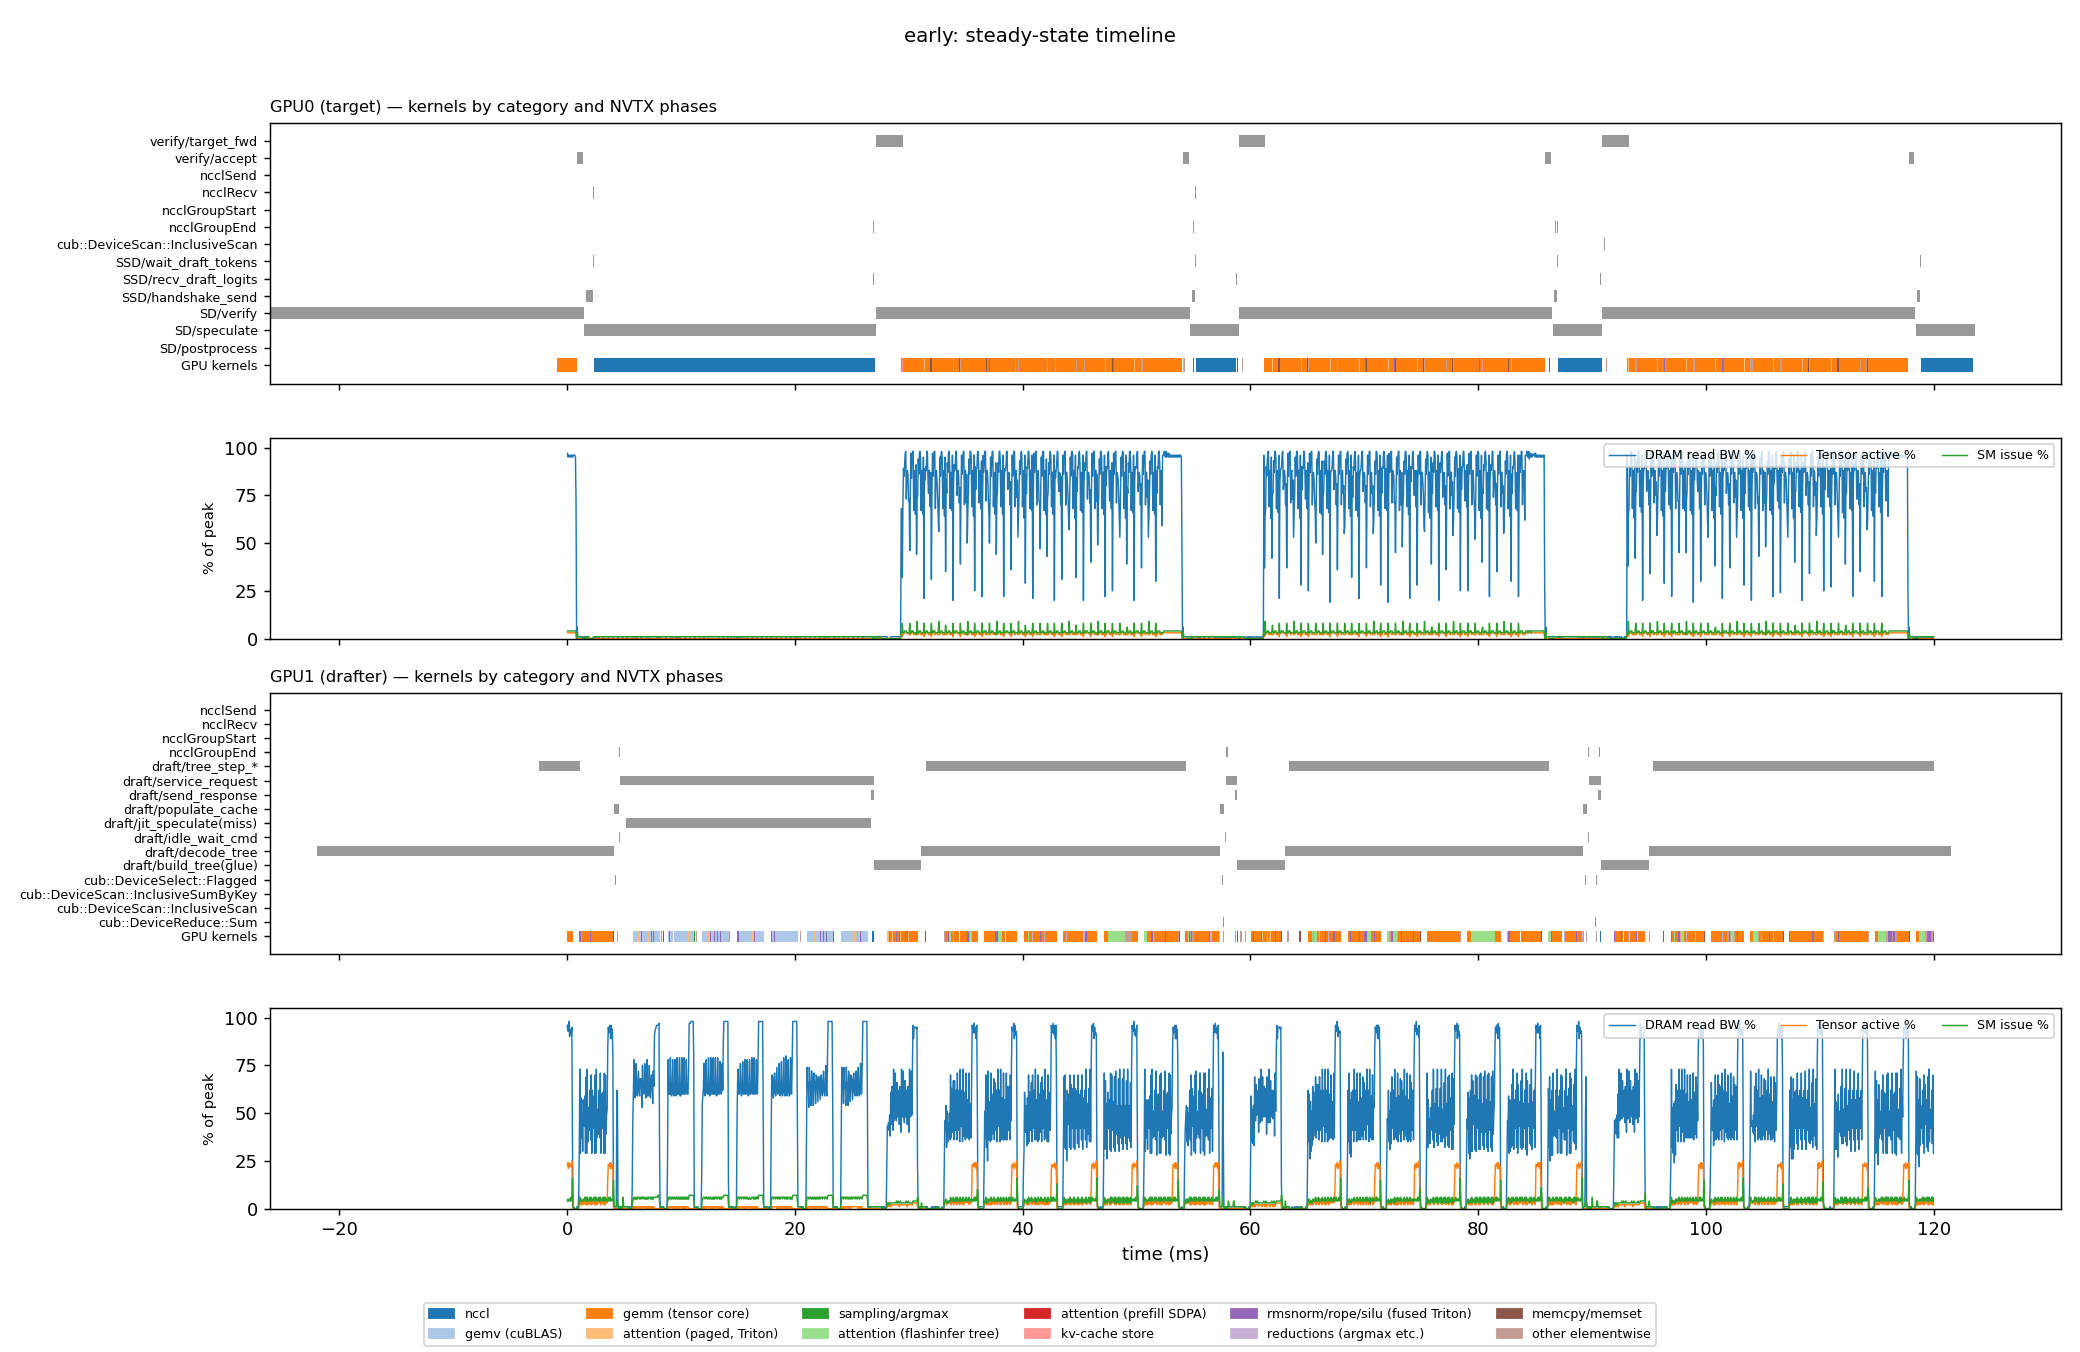 early: steady-state timeline
GPU0 (target) — kernels by category and NVTX phases
verify/target_fwd
verify/accept
ncclSend
ncclRecv
ncclGroupStart
ncclGroupEnd
cub::DeviceScan::InclusiveScan
SSD/wait_draft_tokens
SSD/recv_draft_logits
SSD/handshake_send
SD/verify
SD/speculate
SD/postprocess
GPU kernels
100
75
50
25
0
% of peak
DRAM read BW % Tensor active % SM issue %
GPU1 (drafter) — kernels by category and NVTX phases
ncclSend
ncclRecv
ncclGroupStart
ncclGroupEnd
draft/tree_step_*
draft/service_request
draft/send_response
draft/populate_cache
draft/jit_speculate(miss)
draft/idle_wait_cmd
draft/decode_tree
draft/build_tree(glue)
cub::DeviceSelect::Flagged
cub::DeviceScan::InclusiveSumByKey
cub::DeviceScan::InclusiveScan
cub::DeviceReduce::Sum
GPU kernels
100
75
50
25
0
% of peak
DRAM read BW % Tensor active % SM issue %
−20 0 20 40 60 80 100 120
time (ms)
nccl gemm (tensor core) sampling/argmax attention (prefill SDPA) rmsnorm/rope/silu (fused Triton) memcpy/memset
gemv (cuBLAS) attention (paged, Triton) attention (flashinfer tree) kv-cache store reductions (argmax etc.) other elementwise